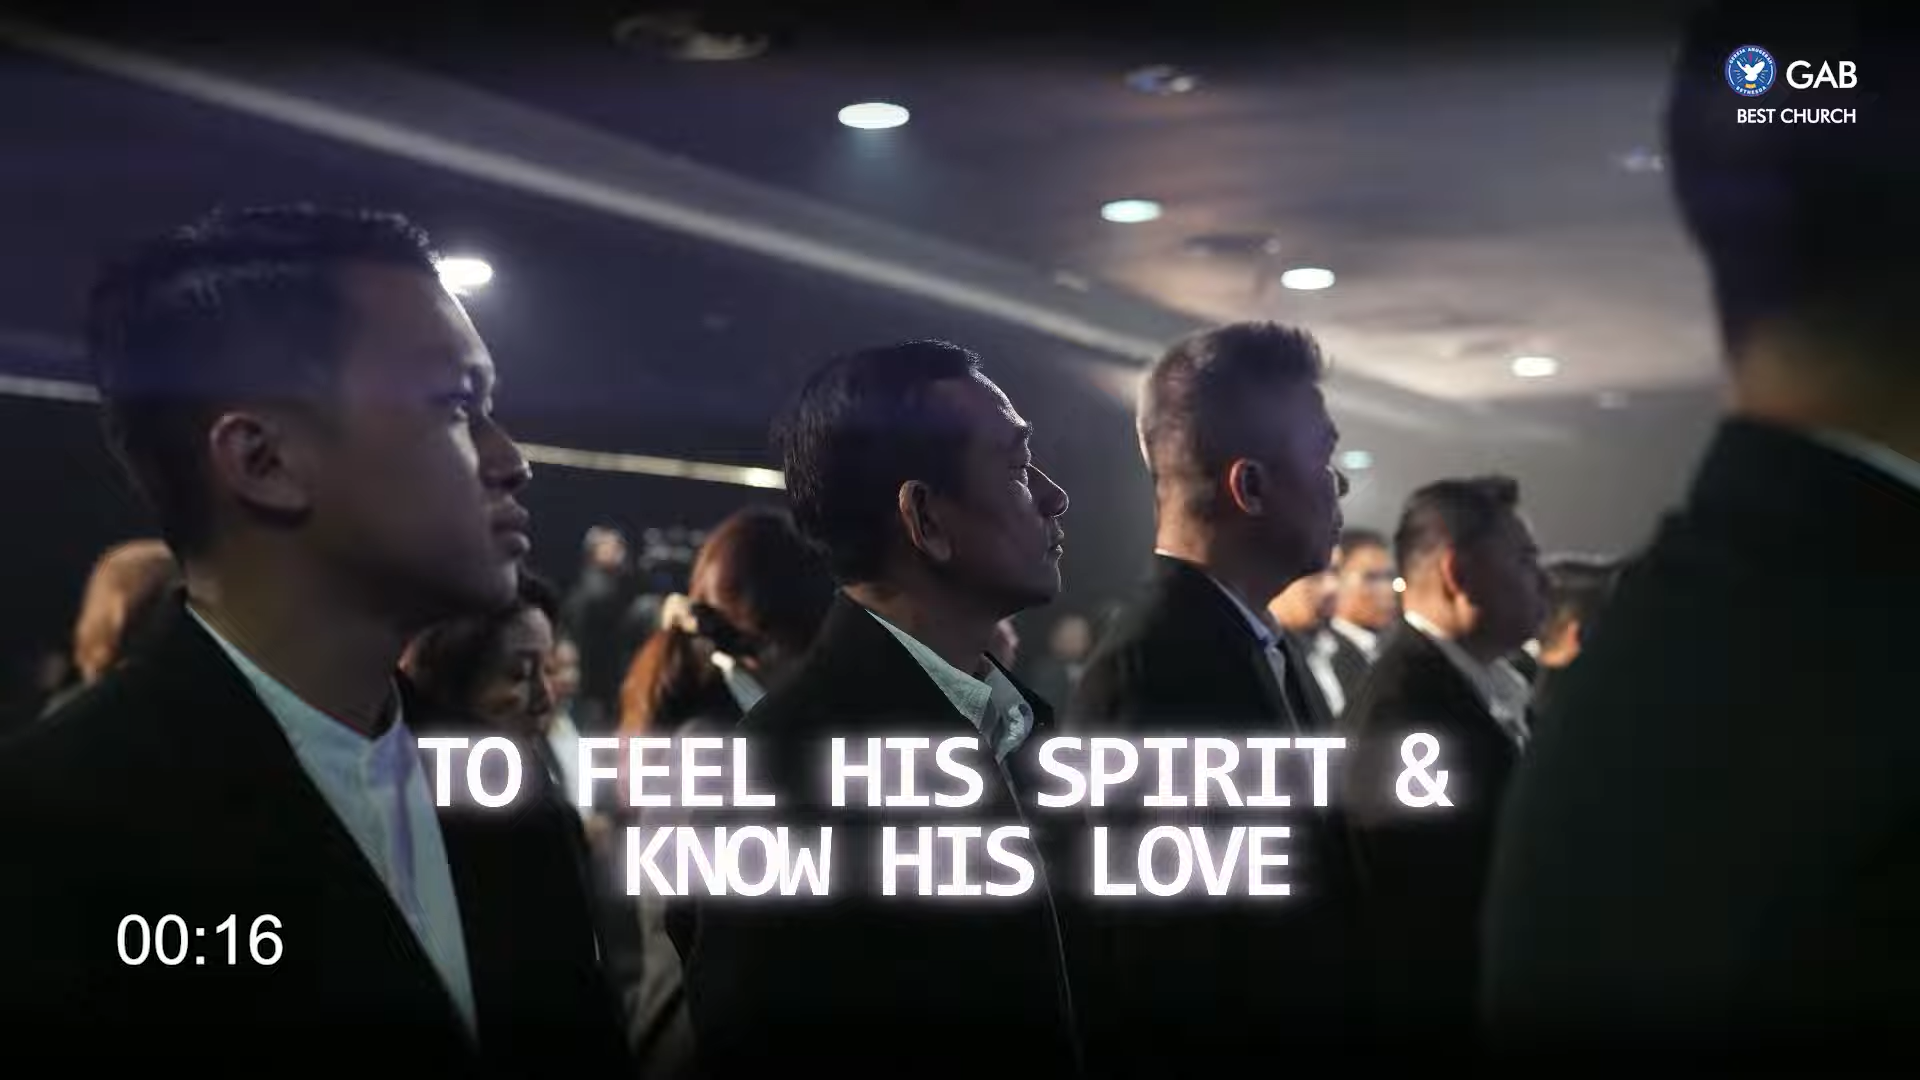 GAB
BEST CHURCH
TO FEEL HIS SPIRIT &
KNOW HIS LOVE
00:16